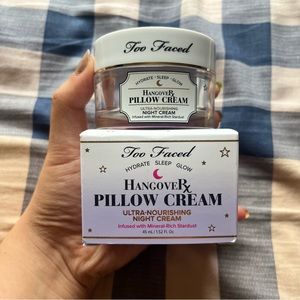 Too Faced
HYDRATE · SLEEP · GLOW
HANGOVERX
PILLOW CREAM
ULTRA-NOURISHING
NIGHT CREAM
Infused with Mineral-Rich Stardust
Too Faced
HYDRATE · SLEEP · GLOW
HANGOVERX
PILLOW CREAM
ULTRA-NOURISHING
NIGHT CREAM
Infused with Mineral-Rich Stardust
45 mL / 1.52 Fl. Oz